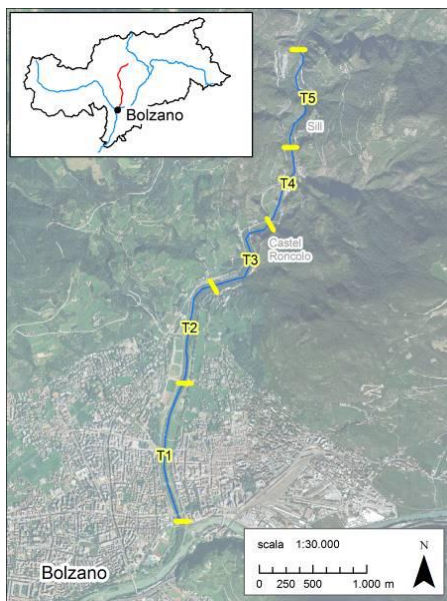 Bolzano
T5
Sill
T4
Castel
Roncolo
T3
T2
T1
Bolzano
scala 1:30.000
N
0 250 500 1.000 m